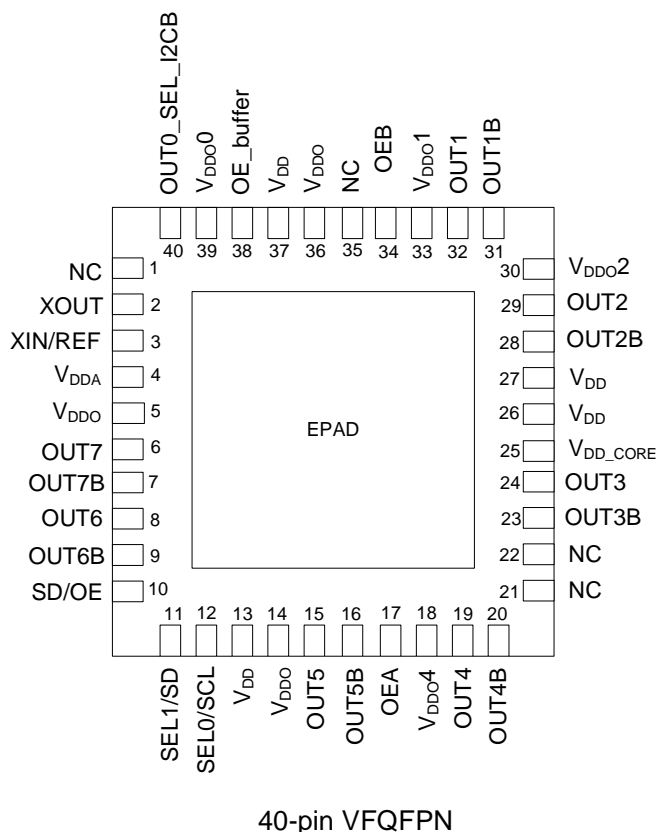 OUT0_SEL_I2CB
VDDO0
OE_buffer
VDD
VDDO
NC
OEB
VDDO1
OUT1
OUT1B
40 39 38 37 36 35 34 33 32 31
NC 1
XOUT 2
XIN/REF 3
VDDA 4
VDDO 5
OUT7 6
OUT7B 7
OUT6 8
OUT6B 9
SD/OE 10
EPAD
30 VDDO2
29 OUT2
28 OUT2B
27 VDD
26 VDD
25 VDD_CORE
24 OUT3
23 OUT3B
22 NC
21 NC
11 12 13 14 15 16 17 18 19 20
SEL1/SD
SEL0/SCL
VDD
VDDO
OUT5
OUT5B
OEA
VDDO4
OUT4
OUT4B
40-pin VFQFPN